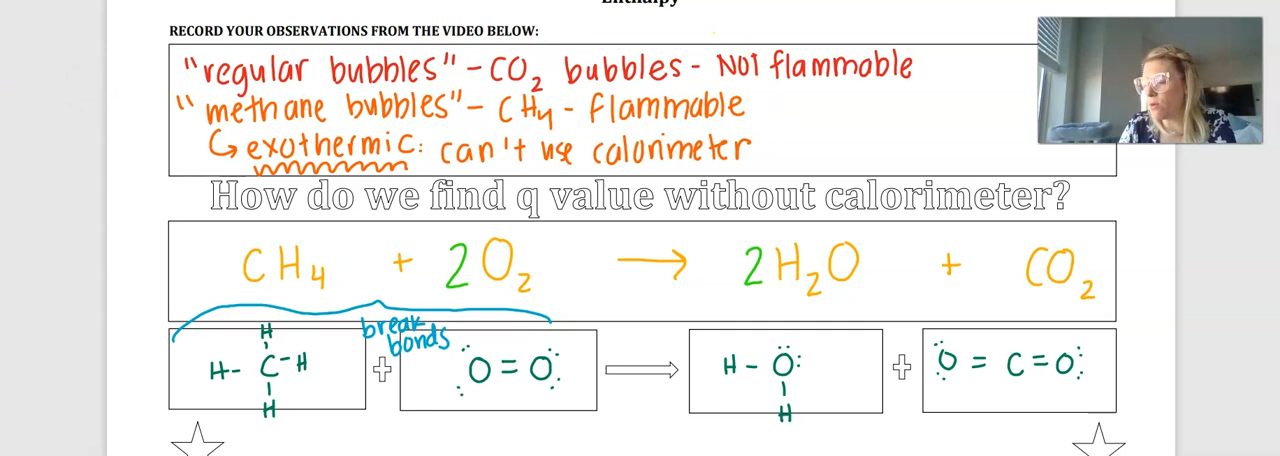 Enthalpy
RECORD YOUR OBSERVATIONS FROM THE VIDEO BELOW:
"regular bubbles" - CO₂ bubbles - Not flammable
"methane bubbles" - CH₄ - flammable
↳ exothermic: can't use calorimeter
How do we find q value without calorimeter?
CH₄ + 2O₂ → 2H₂O + CO₂
break
bonds
H
H - C - H + O = O ⇒ H - O + O = C = O
H H